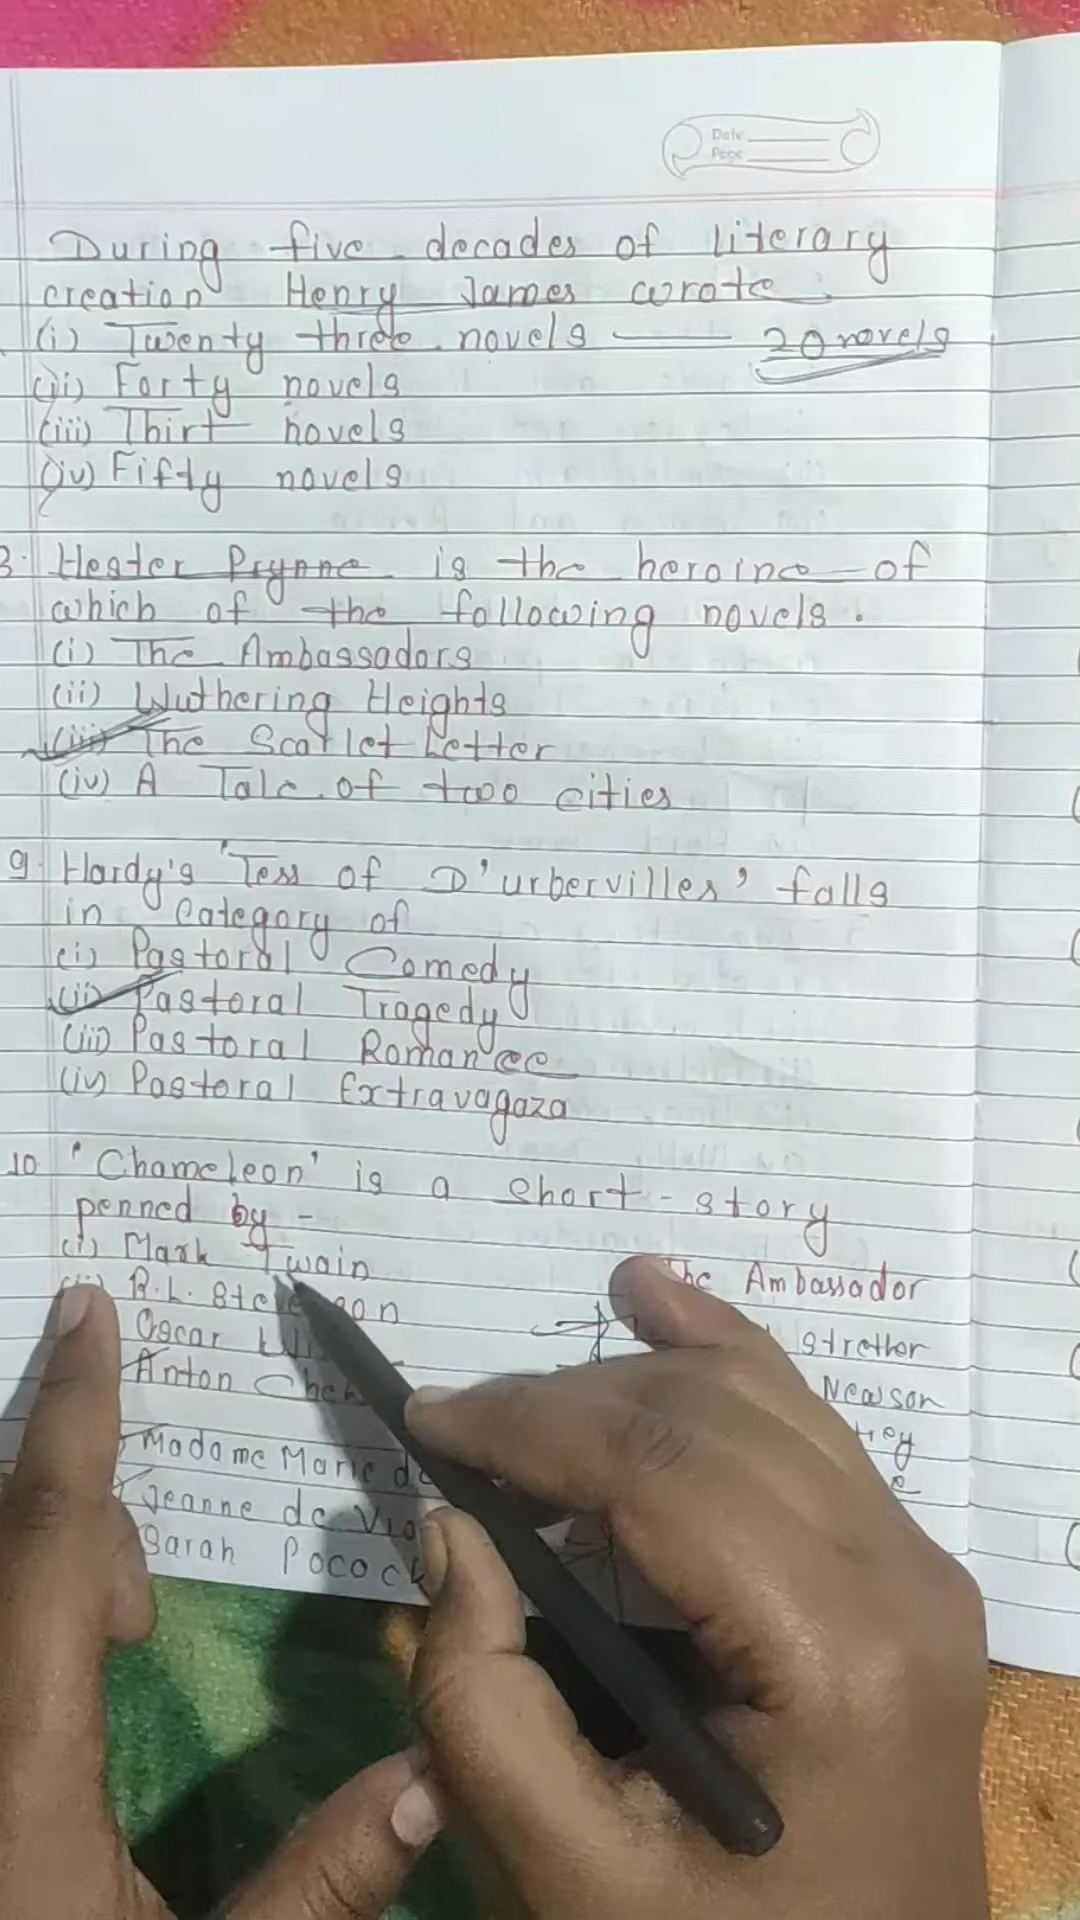 Date
Page
During five decades of literary
creation Henry James wrote
(i) Twenty three novels — 20 novels
(ii) Forty novels
(iii) Thirt novels
(iv) Fifty novels
Hester Prynne is the heroine of
which of the following novels.
(i) The Ambassadors
(ii) Wuthering Heights
(iii) The Scarlet Letter
(iv) A Tale of two cities
9. Hardy's 'Tess of D'urbervilles' falls
in category of
(i) Pastoral Comedy
(ii) Pastoral Tragedy
(iii) Pastoral Romance
(iv) Pastoral Extravagaza
10. 'Chameleon' is a short-story
penned by -
(i) Mark Twain
R.L.
Oscar
Anton
The Ambassador
strether
Newson
Madame Marie
Jeanne de
Sarah Pocock